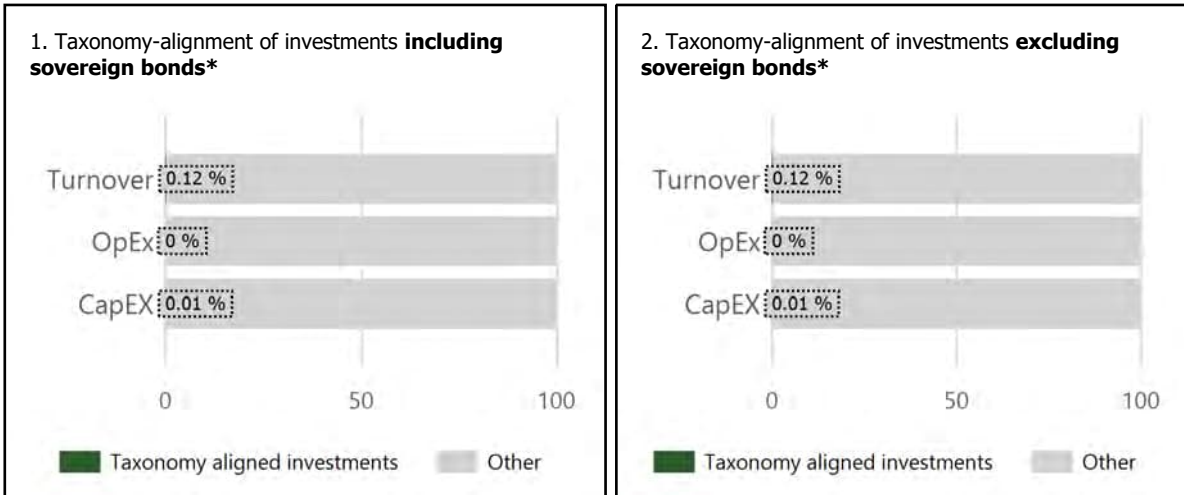 1. Taxonomy-alignment of investments including
sovereign bonds*
Turnover 0.12 %
OpEx 0 %
CapEX 0.01 %
0 50 100
Taxonomy aligned investments Other
2. Taxonomy-alignment of investments excluding
sovereign bonds*
Turnover 0.12 %
OpEx 0 %
CapEX 0.01 %
0 50 100
Taxonomy aligned investments Other